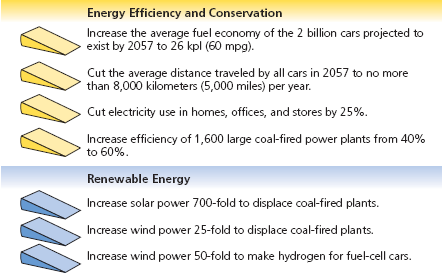 Energy Efficiency and Conservation
Increase the average fuel economy of the 2 billion cars projected to
exist by 2057 to 26 kpl (60 mpg).
Cut the average distance traveled by all cars in 2057 to no more
than 8,000 kilometers (5,000 miles) per year.
Cut electricity use in homes, offices, and stores by 25%.
Increase efficiency of 1,600 large coal-fired power plants from 40%
to 60%.
Renewable Energy
Increase solar power 700-fold to displace coal-fired plants.
Increase wind power 25-fold to displace coal-fired plants.
Increase wind power 50-fold to make hydrogen for fuel-cell cars.